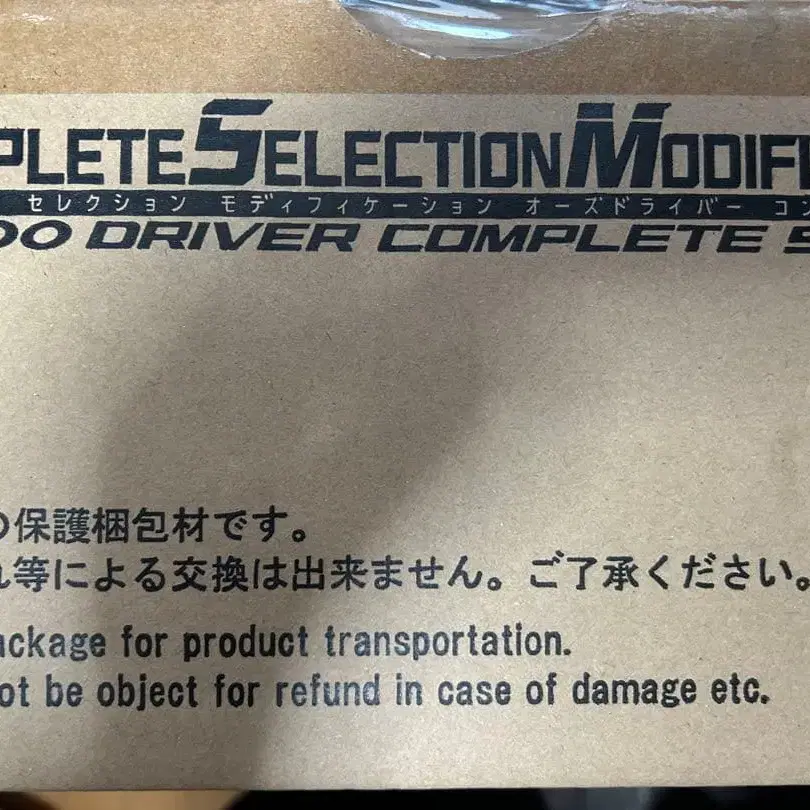 PLETE SELECTION MODIFI
セレクション モディフィケーション オーズドライバー コ
OO DRIVER COMPLETE S
の保護梱包材です。
れ等による交換は出来ません。ご了承ください。
ackage for product transportation.
ot be object for refund in case of damage etc.